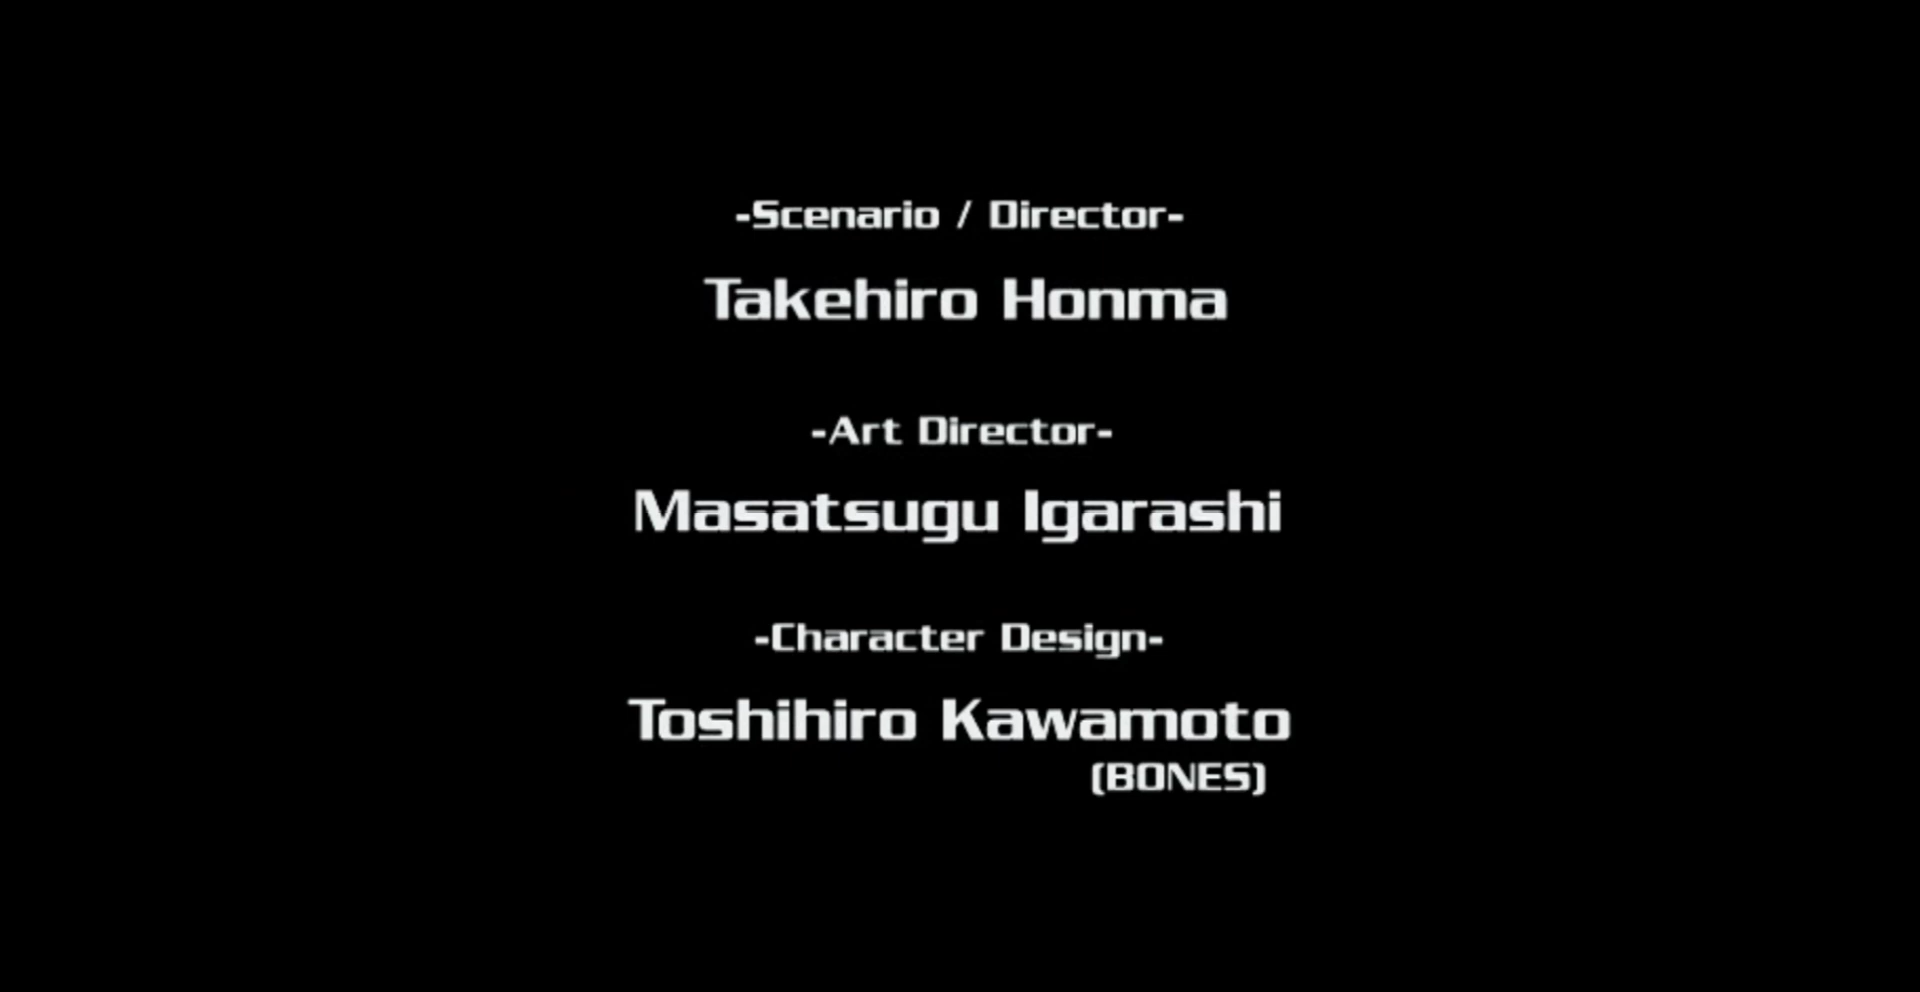 -Scenario / Director-
Takehiro Honma
-Art Director-
Masatsugu Igarashi
-Character Design-
Toshihiro Kawamoto
(BONES)